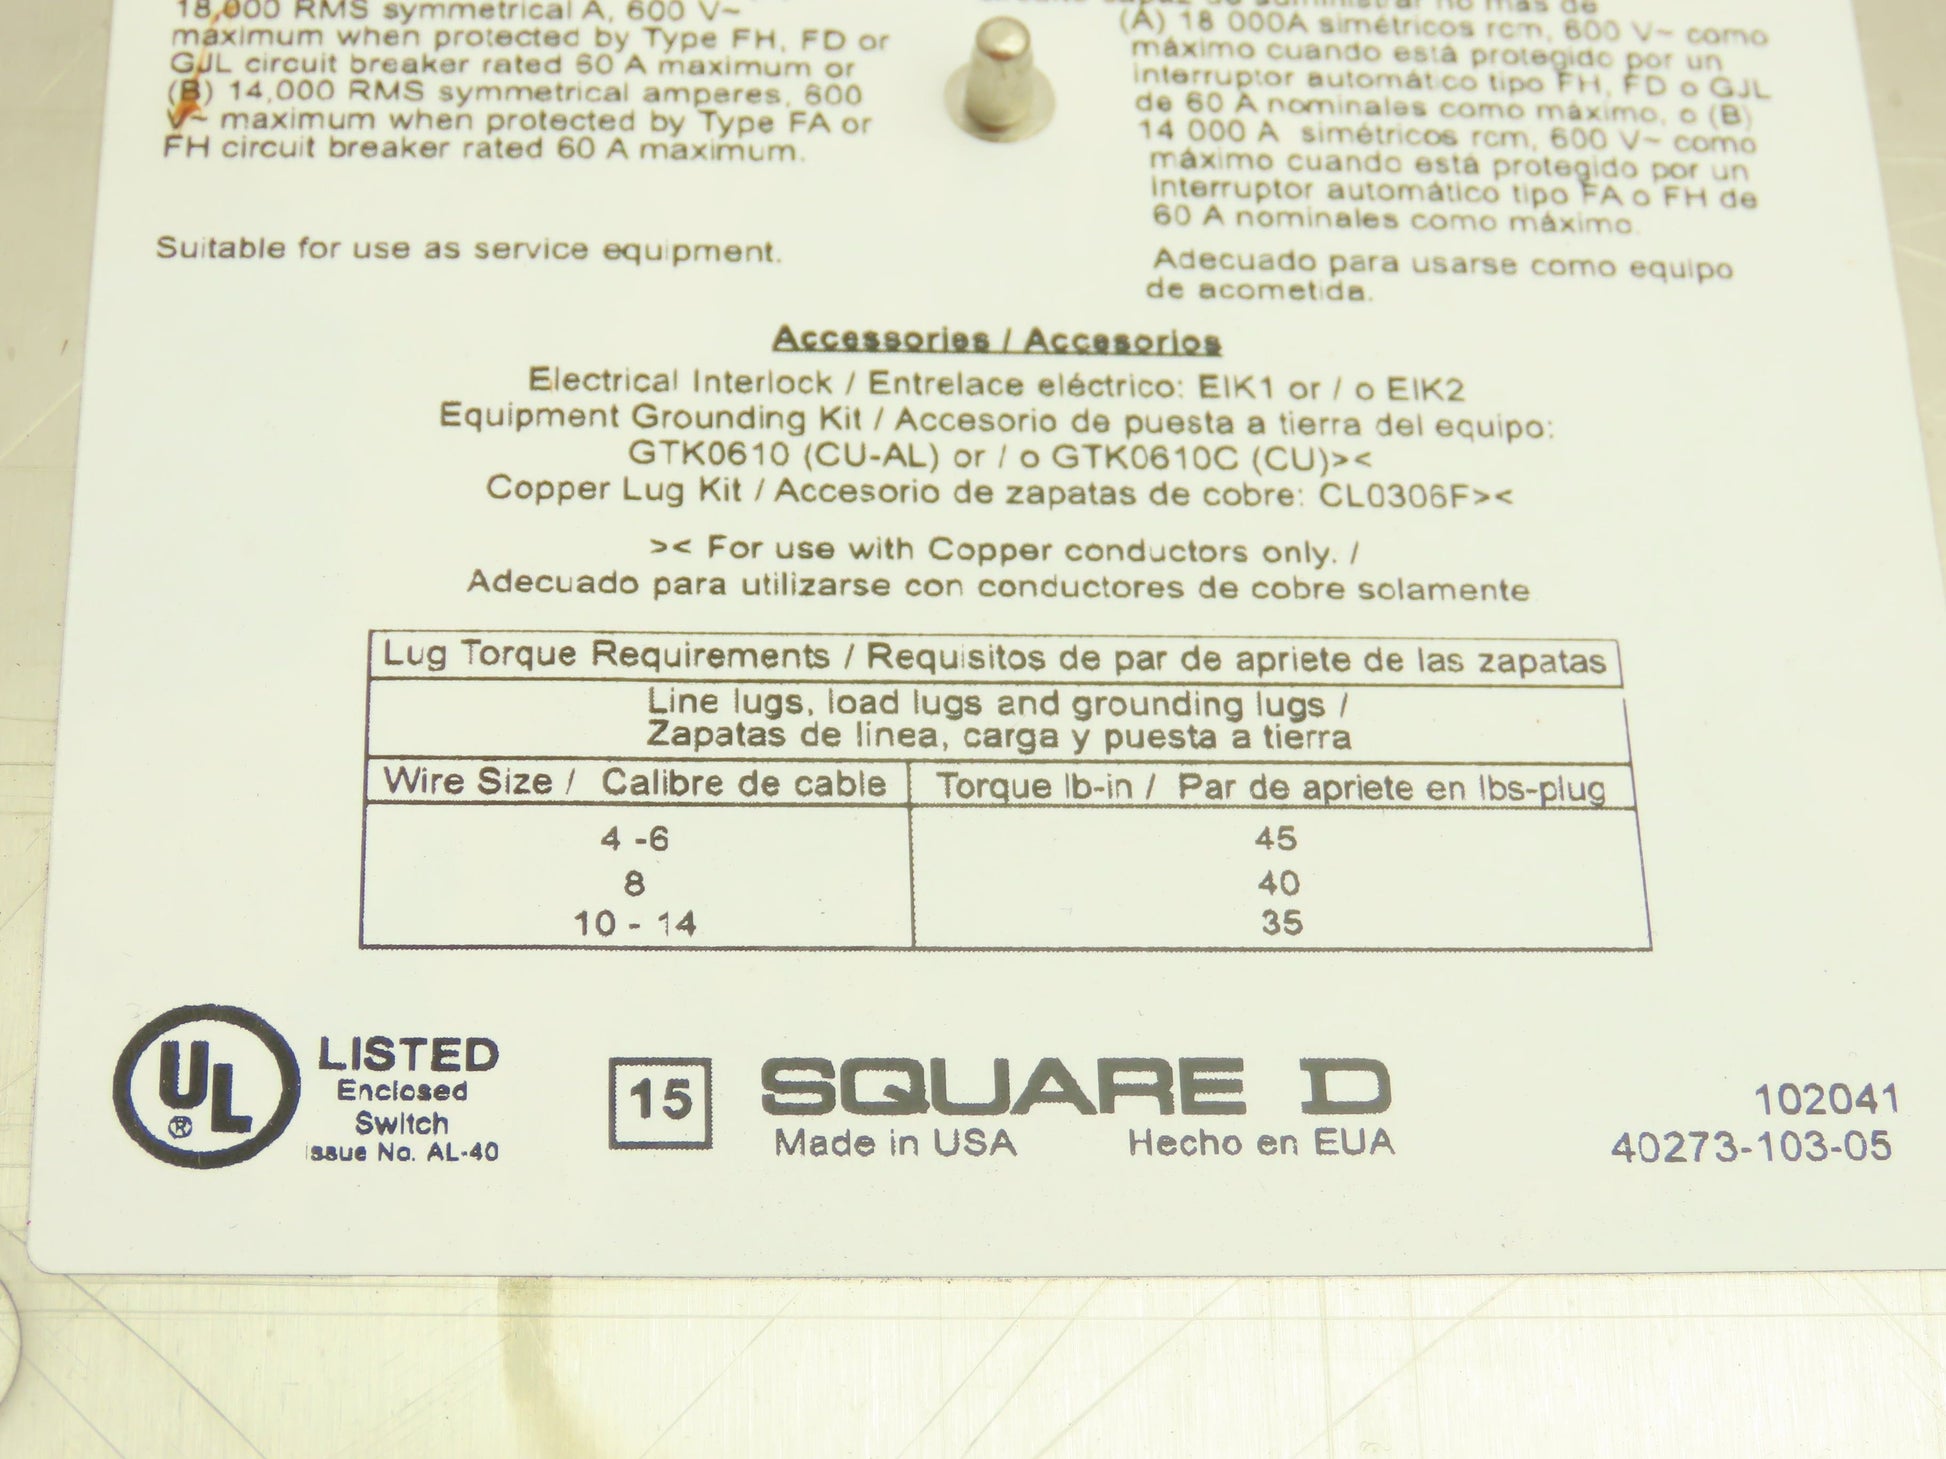 18,000 RMS symmetrical A, 600 V~
maximum when protected by Type FH, FD or
GJL circuit breaker rated 60 A maximum or
(B) 14,000 RMS symmetrical amperes, 600
V~ maximum when protected by Type FA or
FH circuit breaker rated 60 A maximum.
Suitable for use as service equipment.
(A) 18 000A simétricos rcm, 600 V~ como
máximo cuando está protegido por un
interruptor automático tipo FH, FD o GJL
de 60 A nominales como máximo, o (B)
14 000 A simétricos rcm, 600 V~ como
máximo cuando está protegido por un
interruptor automático tipo FA o FH de
60 A nominales como máximo.
Adecuado para usarse como equipo
de acometida.
Accessories / Accesorios
Electrical Interlock / Entrelace eléctrico: EIK1 or / o EIK2
Equipment Grounding Kit / Accesorio de puesta a tierra del equipo:
GTK0610 (CU-AL) or / o GTK0610C (CU)><
Copper Lug Kit / Accesorio de zapatas de cobre: CL0306F><
>< For use with Copper conductors only. /
Adecuado para utilizarse con conductores de cobre solamente
Lug Torque Requirements / Requisitos de par de apriete de las zapatas
Line lugs, load lugs and grounding lugs /
Zapatas de linea, carga y puesta a tierra
Wire Size / Calibre de cable Torque lb-in / Par de apriete en lbs-plug
4 -6 45
8 40
10 - 14 35
UL ® LISTED
Enclosed
Switch
Issue No. AL-40
15
SQUARE D
Made in USA Hecho en EUA
102041
40273-103-05